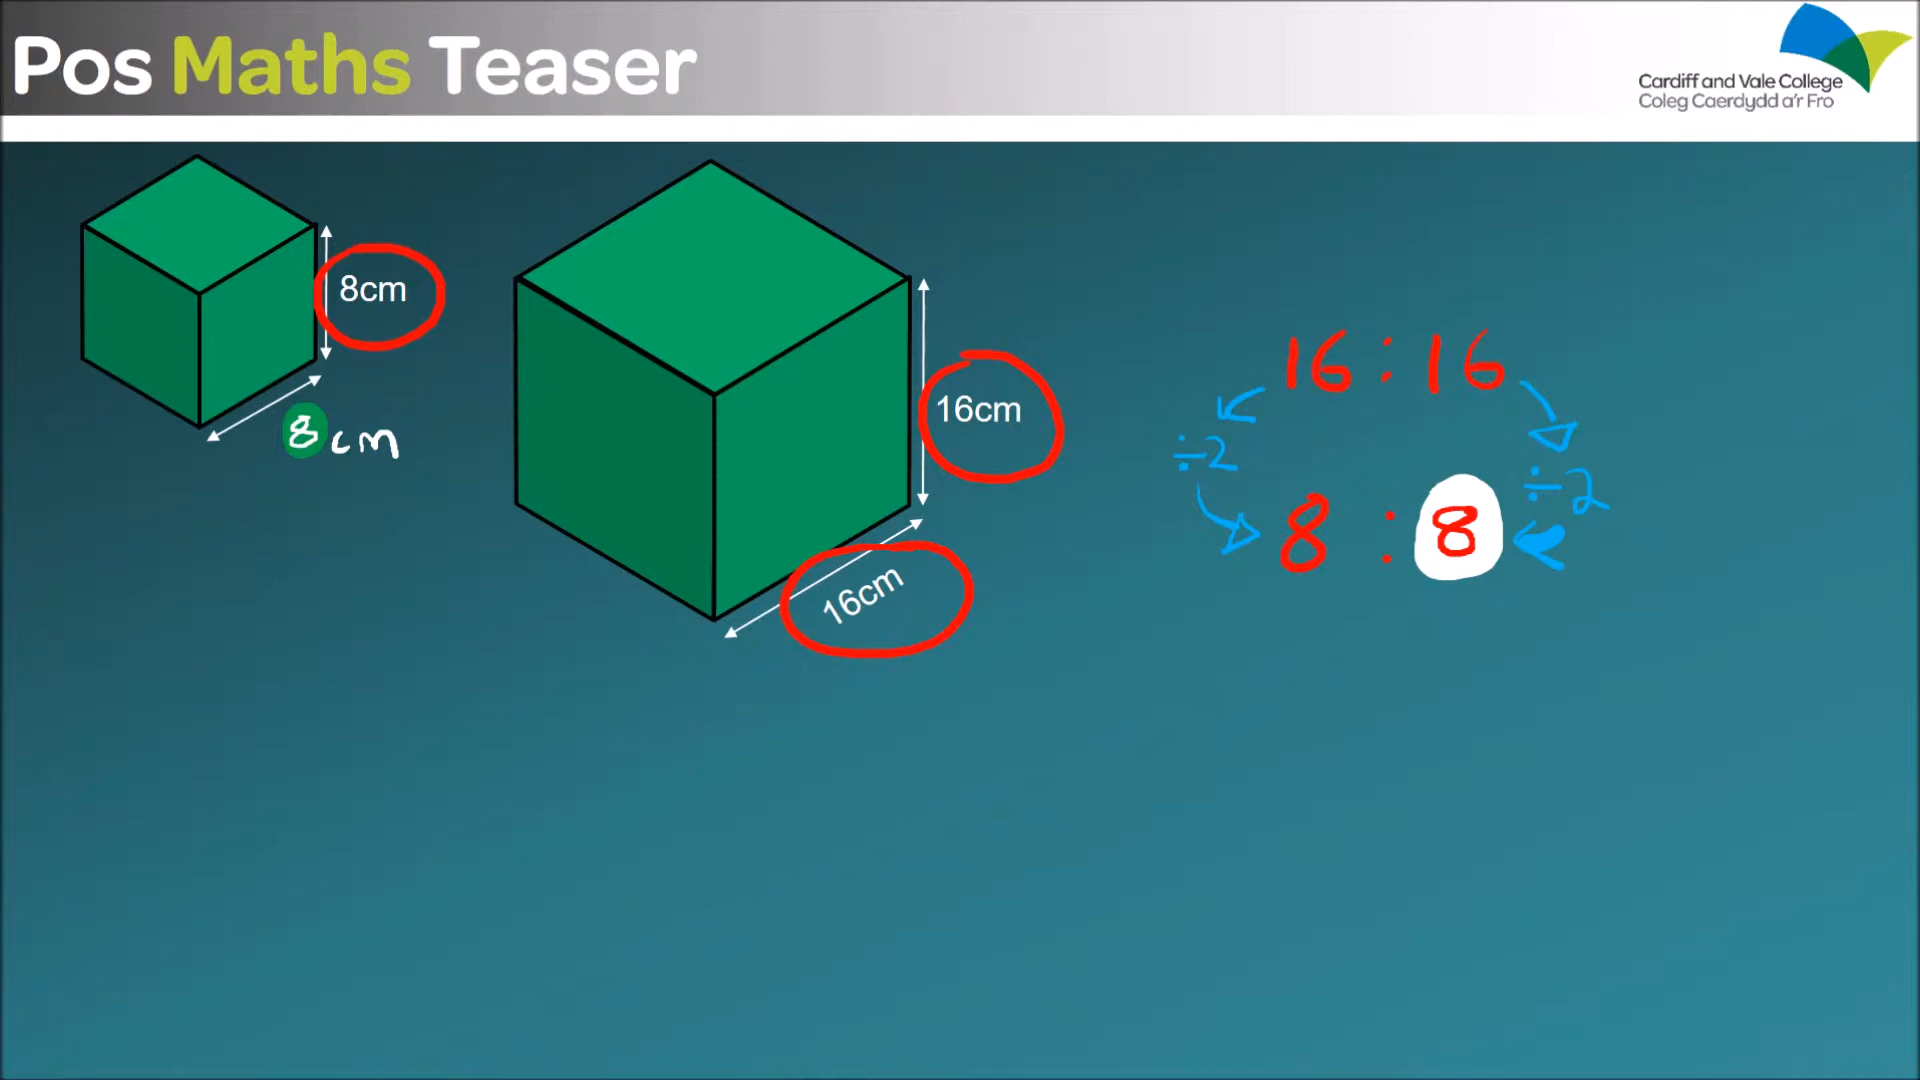 Pos Maths Teaser
Cardiff and Vale College
Coleg Caerdydd a'r Fro
8cm
8cm
16cm
16cm
16 : 16
÷2
÷2
8 : 8